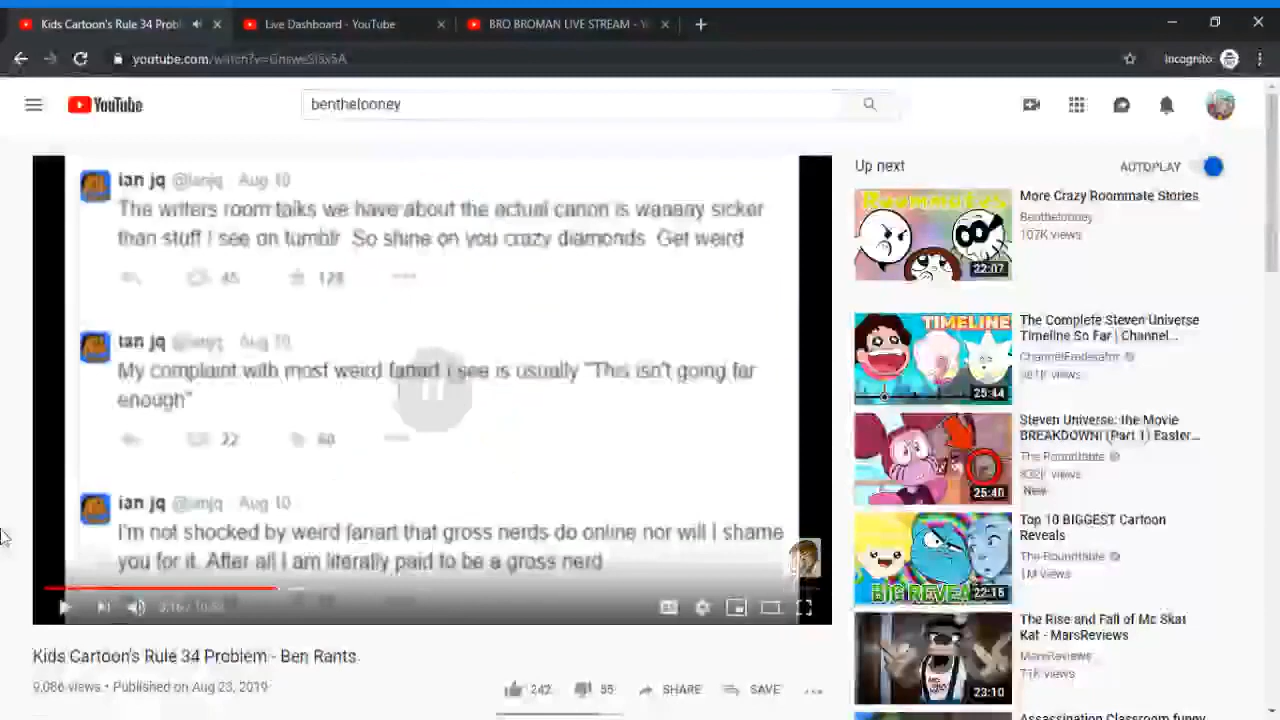 Kids Cartoon's Rule 34 Probl
Live Dashboard - YouTube
BRO BROMAN LIVE STREAM - Y
Incognito
YouTube
benthelooney
ian jq @ianjq · Aug 10
The writers room talks we have about the actual canon is waaaay sicker
than stuff I see on tumblr So shine on you crazy diamonds Get weird
45 128
ian jq @ianjq Aug 10
My complaint with most weird fanart I see is usually "This isn't going far
enough"
22 60
ian jq @ianjq Aug 10
I'm not shocked by weird fanart that gross nerds do online nor will I shame
you for it. After all I am literally paid to be a gross nerd
Kids Cartoon's Rule 34 Problem - Ben Rants
9,086 views • Published on Aug 23, 2019
242 55 SHARE SAVE
Up next AUTOPLAY
Roommates
22:07
More Crazy Roommate Stories
Benthelooney
107K views
TIMELINE
25:44
The Complete Steven Universe
Timeline So Far | Channel...
ChannelFrederator
25:40
Steven Universe: the Movie
BREAKDOWN! (Part 1) Easter...
The Roundtable
832K views
New
BIG REVEA
22:15
Top 10 BIGGEST Cartoon
Reveals
The Roundtable
1M views
23:10
The Rise and Fall of Mc Skat
Kat - MarsReviews
MarsReviews
71K views
Assassination Classroom funny